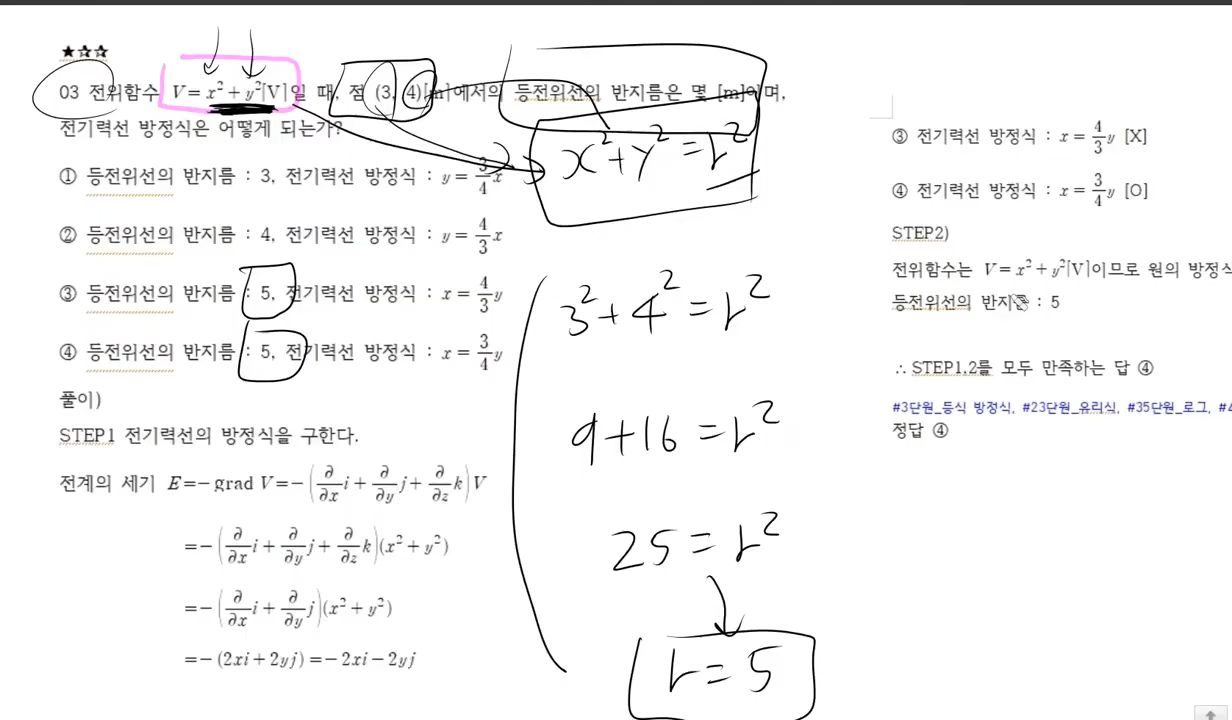 ★☆☆
03 전위함수 V=x²+y²[V]일 때, 점 (3, 4)[m]에서의 등전위선의 반지름은 몇 [m]이며,
전기력선 방정식은 어떻게 되는가?
① 등전위선의 반지름 : 3, 전기력선 방정식 : y=3/4x
② 등전위선의 반지름 : 4, 전기력선 방정식 : y=4/3x
③ 등전위선의 반지름 : 5, 전기력선 방정식 : x=4/3y
④ 등전위선의 반지름 : 5, 전기력선 방정식 : x=3/4y
풀이)
STEP1 전기력선의 방정식을 구한다.
전계의 세기 E=-grad V=-(∂/∂x i+∂/∂y j+∂/∂z k)V
=-(∂/∂x i+∂/∂y j+∂/∂z k)(x²+y²)
=-(∂/∂x i+∂/∂y j)(x²+y²)
=-(2xi+2yj)=-2xi-2yj
x²+y²=r²
3²+4²=r²
9+16=r²
25=r²
r=5
③ 전기력선 방정식 : x=4/3y [X]
④ 전기력선 방정식 : x=3/4y [O]
STEP2)
전위함수는 V=x²+y²[V]이므로 원의 방정식
등전위선의 : 5
∴ STEP1,2를 모두 만족하는 답 ④
#3단원_등식 방정식, #23단원_유리식, #35단원_로그, #4
정답 ④